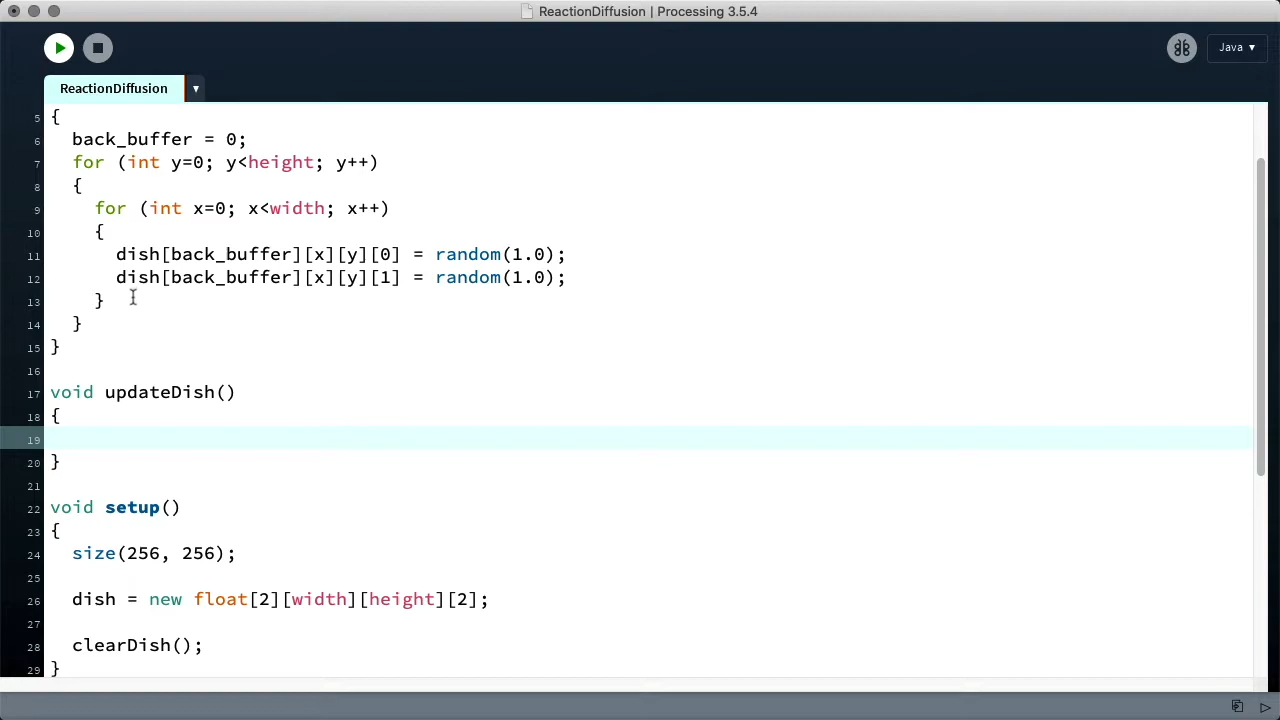 ReactionDiffusion | Processing 3.5.4
Java ▼
ReactionDiffusion ▼
5 {
6 back_buffer = 0;
7 for (int y=0; y<height; y++)
8 {
9 for (int x=0; x<width; x++)
10 {
11 dish[back_buffer][x][y][0] = random(1.0);
12 dish[back_buffer][x][y][1] = random(1.0);
13 }
14 }
15 }
16
17 void updateDish()
18 {
19
20 }
21
22 void setup()
23 {
24 size(256, 256);
25
26 dish = new float[2][width][height][2];
27
28 clearDish();
29 }